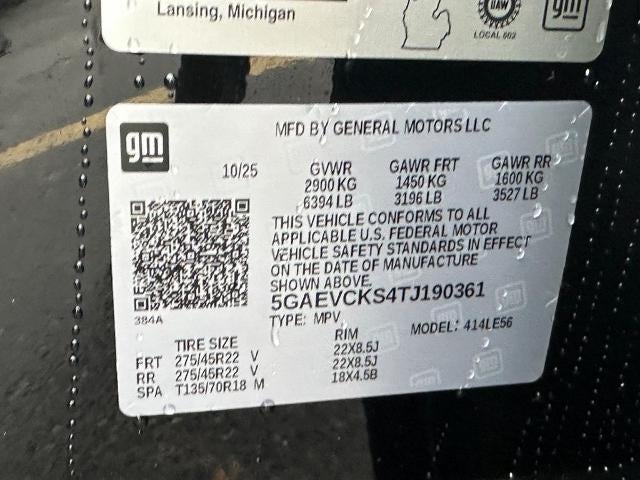 Lansing, Michigan
UAW
LOCAL 602
gm
gm
MFD BY GENERAL MOTORS LLC
10/25
GVWR GAWR FRT GAWR RR
2900 KG 1450 KG 1600 KG
6394 LB 3196 LB 3527 LB
THIS VEHICLE CONFORMS TO ALL
APPLICABLE U.S. FEDERAL MOTOR
VEHICLE SAFETY STANDARDS IN EFFECT
ON THE DATE OF MANUFACTURE
SHOWN ABOVE.
5GAEVCKS4TJ190361
384A
TYPE: MPV MODEL: 414LE56
TIRE SIZE RIM
FRT 275/45R22 V 22X8.5J
RR 275/45R22 V 22X8.5J
SPA T135/70R18 M 18X4.5B